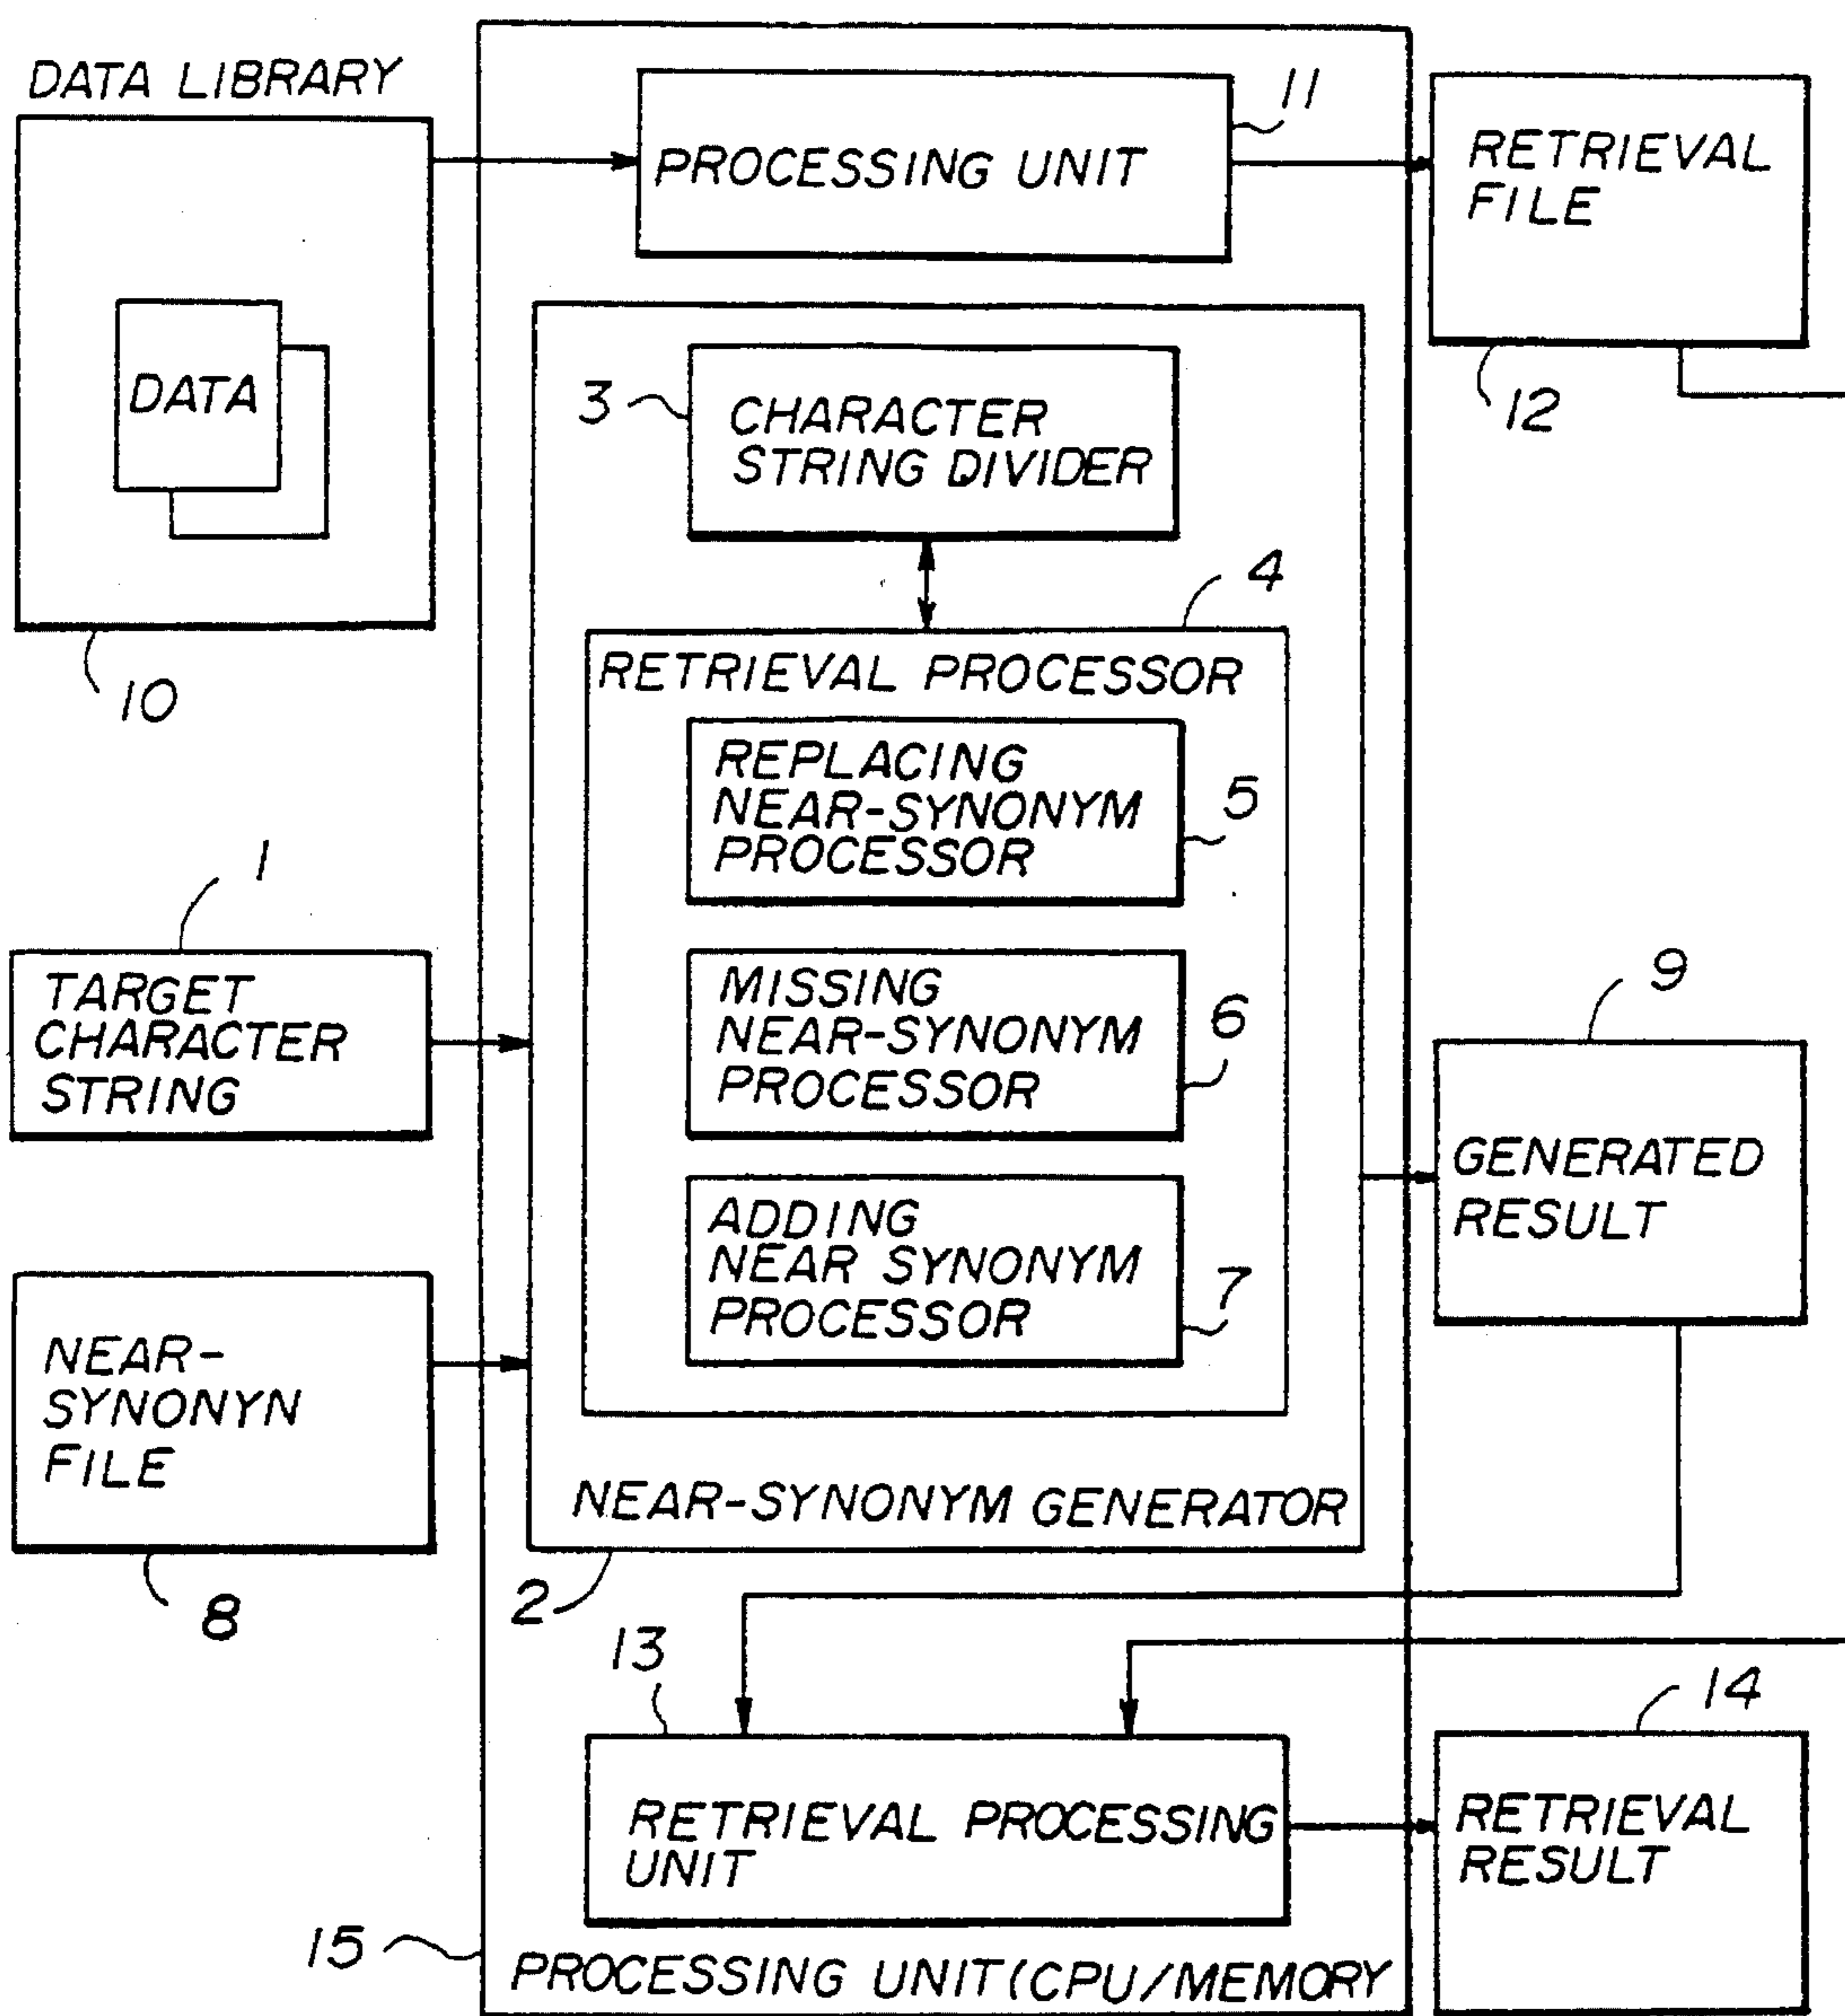 DATA LIBRARY
DATA
10
PROCESSING UNIT
11
RETRIEVAL
FILE
12
3
CHARACTER
STRING DIVIDER
4
RETRIEVAL PROCESSOR
REPLACING
NEAR-SYNONYM
PROCESSOR
5
MISSING
NEAR-SYNONYM
PROCESSOR
6
ADDING
NEAR SYNONYM
PROCESSOR
7
NEAR-SYNONYM GENERATOR
2
1
TARGET
CHARACTER
STRING
NEAR-
SYNONYN
FILE
8
9
GENERATED
RESULT
13
RETRIEVAL PROCESSING
UNIT
14
RETRIEVAL
RESULT
15
PROCESSING UNIT(CPU/MEMORY